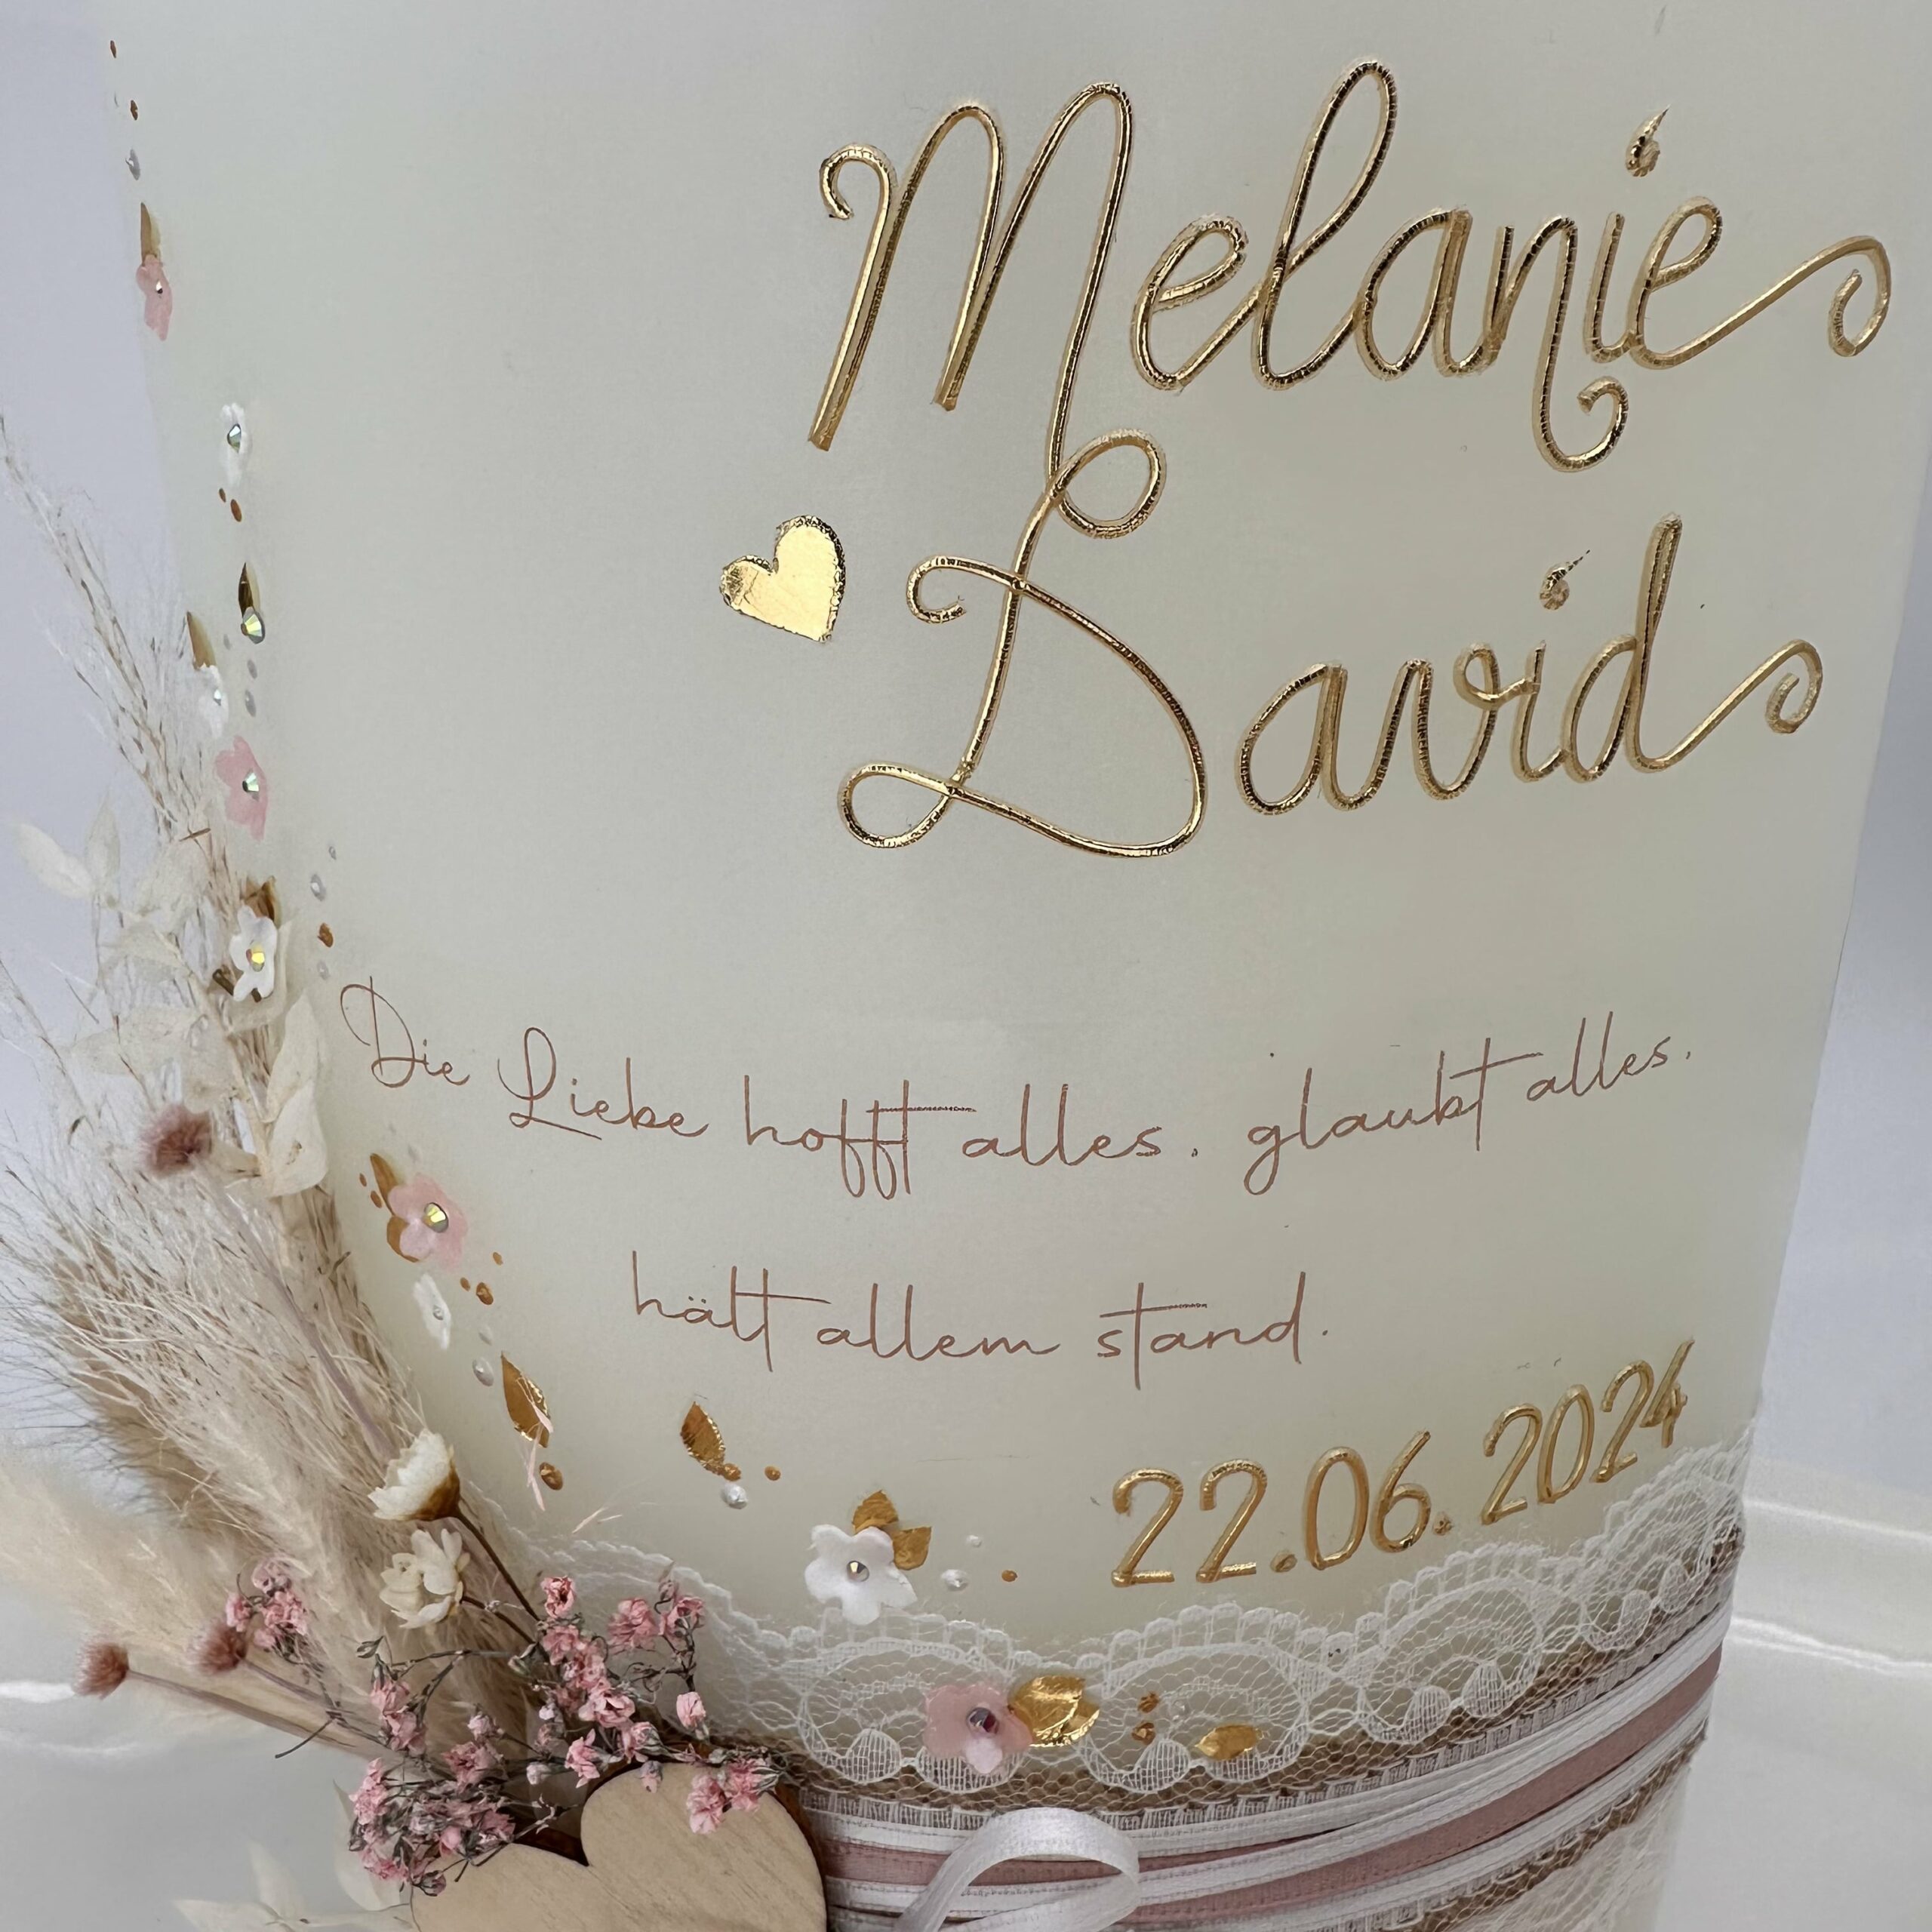 Melanie
David
Die Liebe hofft alles, glaubt alles,
hält allem stand.
22.06.2024